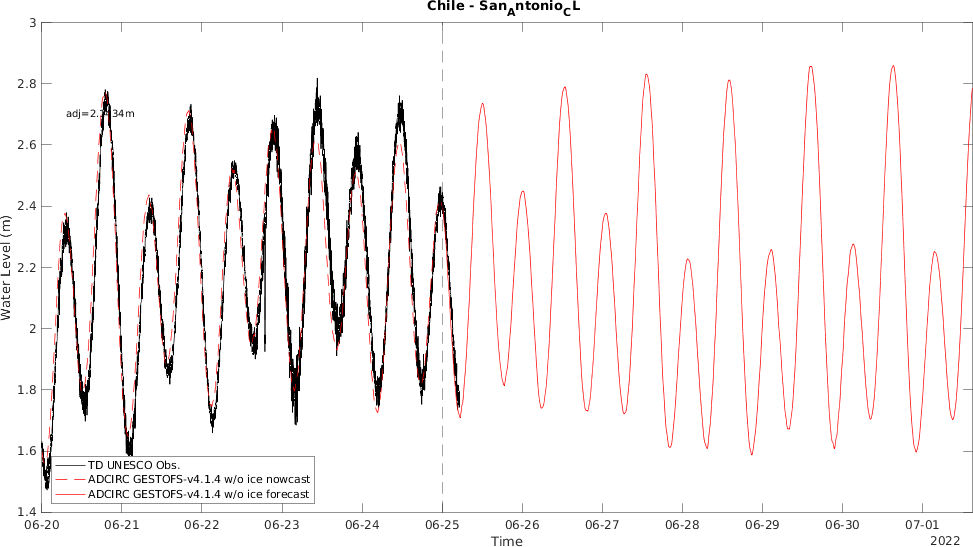 Chile - SanAntonioCL
3
2.8
2.6
2.4
2.2
2
1.8
1.6
1.4
Water Level (m)
TD UNESCO Obs.
ADCIRC GESTOFS-v4.1.4 w/o ice nowcast
ADCIRC GESTOFS-v4.1.4 w/o ice forecast
06-20 06-21 06-22 06-23 06-24 06-25 06-26 06-27 06-28 06-29 06-30 07-01
Time
2022